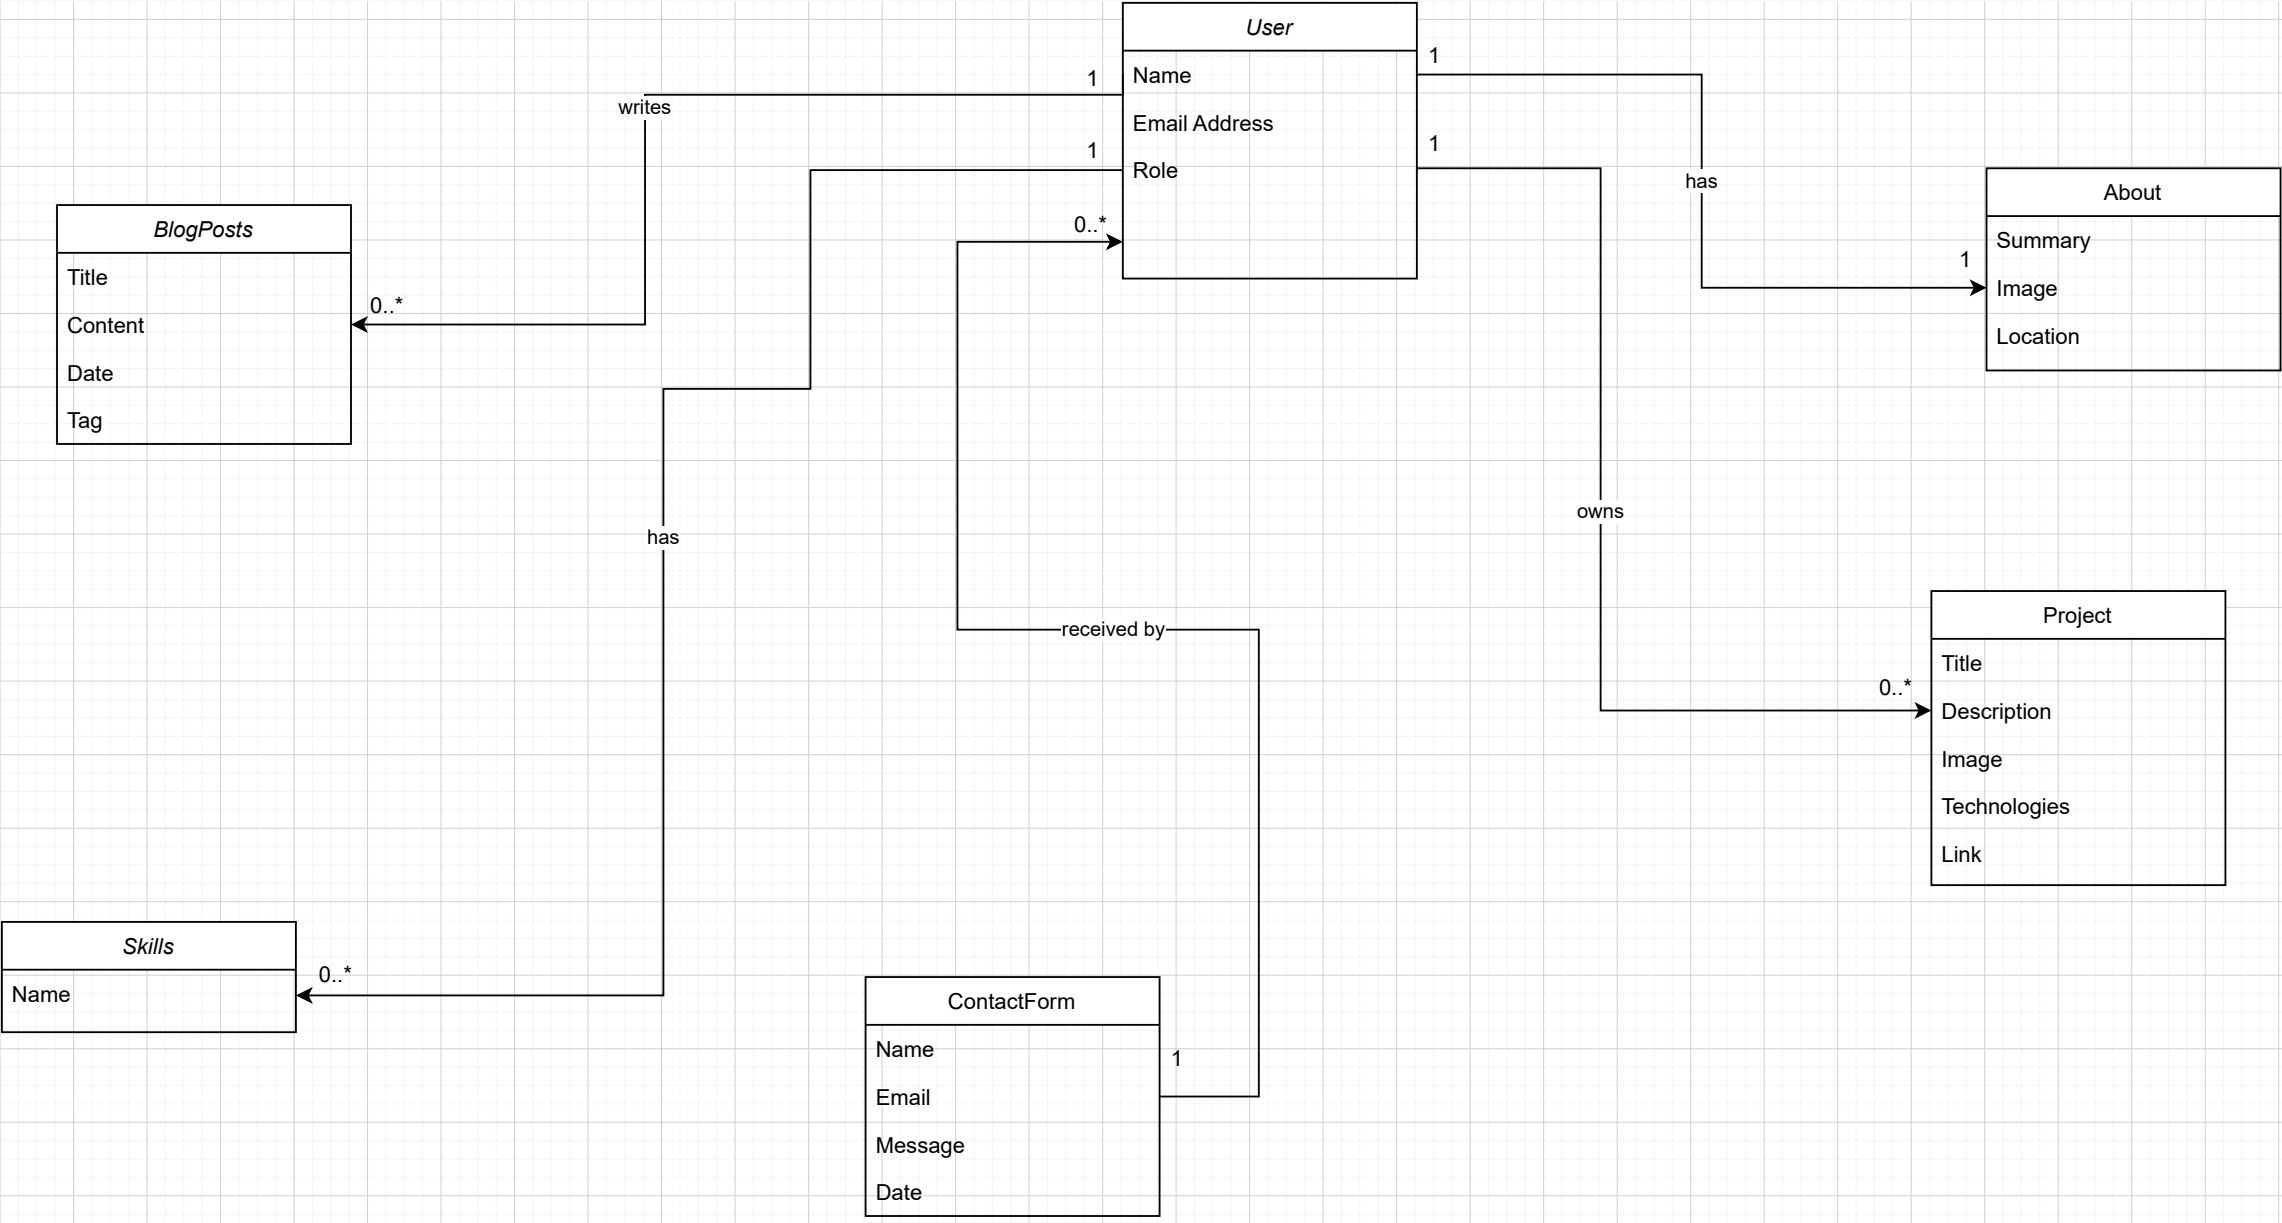 User
Name
Email Address
Role
1
1
0..*
1
1
writes
has
has
owns
received by
BlogPosts
Title
Content
Date
Tag
0..*
About
Summary
Image
Location
1
Project
Title
Description
Image
Technologies
Link
0..*
Skills
Name
0..*
ContactForm
Name
Email
Message
Date
1